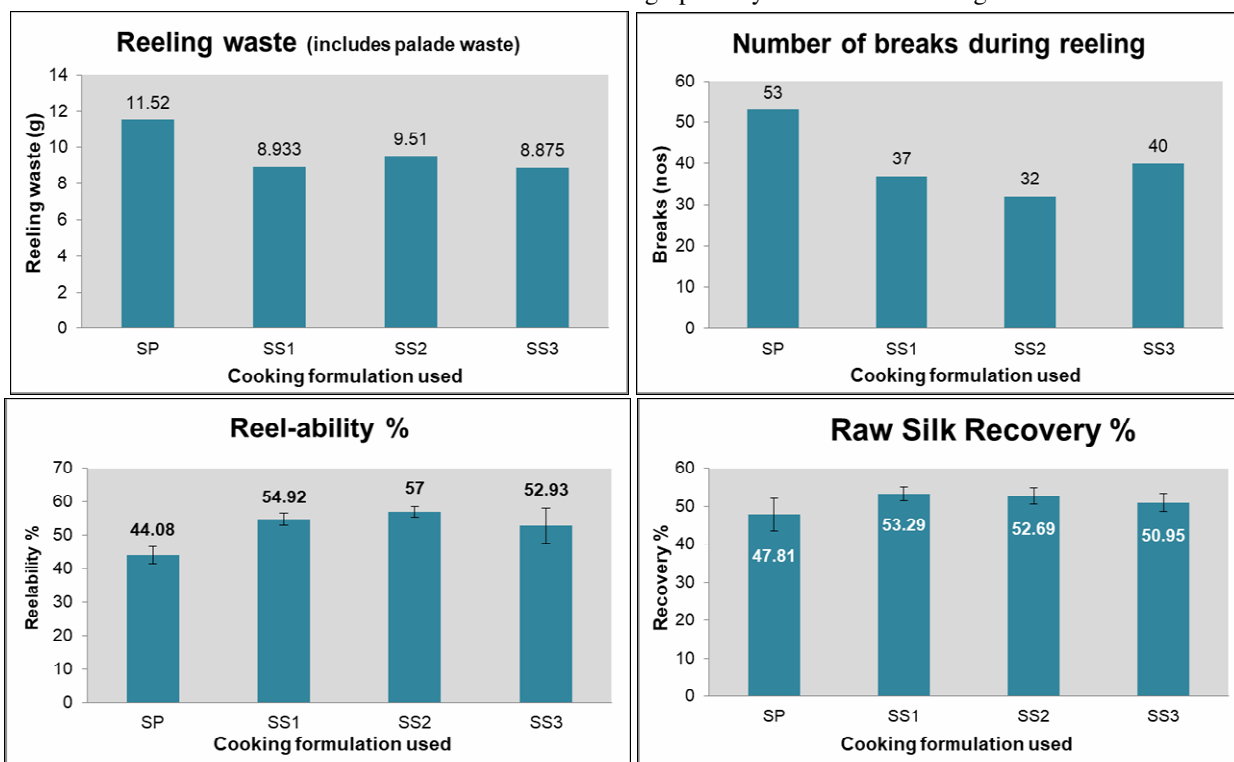 Reeling waste (includes palade waste)
Reeling waste (g)
14
12
10
8
6
4
2
0
11.52
8.933
9.51
8.875
SP SS1 SS2 SS3
Cooking formulation used
Number of breaks during reeling
Breaks (nos)
60
50
40
30
20
10
0
53
37
32
40
SP SS1 SS2 SS3
Cooking formulation used
Reel-ability %
Reelability %
70
60
50
40
30
20
10
0
44.08
54.92
57
52.93
SP SS1 SS2 SS3
Cooking formulation used
Raw Silk Recovery %
Recovery %
60
50
40
30
20
10
0
47.81
53.29
52.69
50.95
SP SS1 SS2 SS3
Cooking formulation used